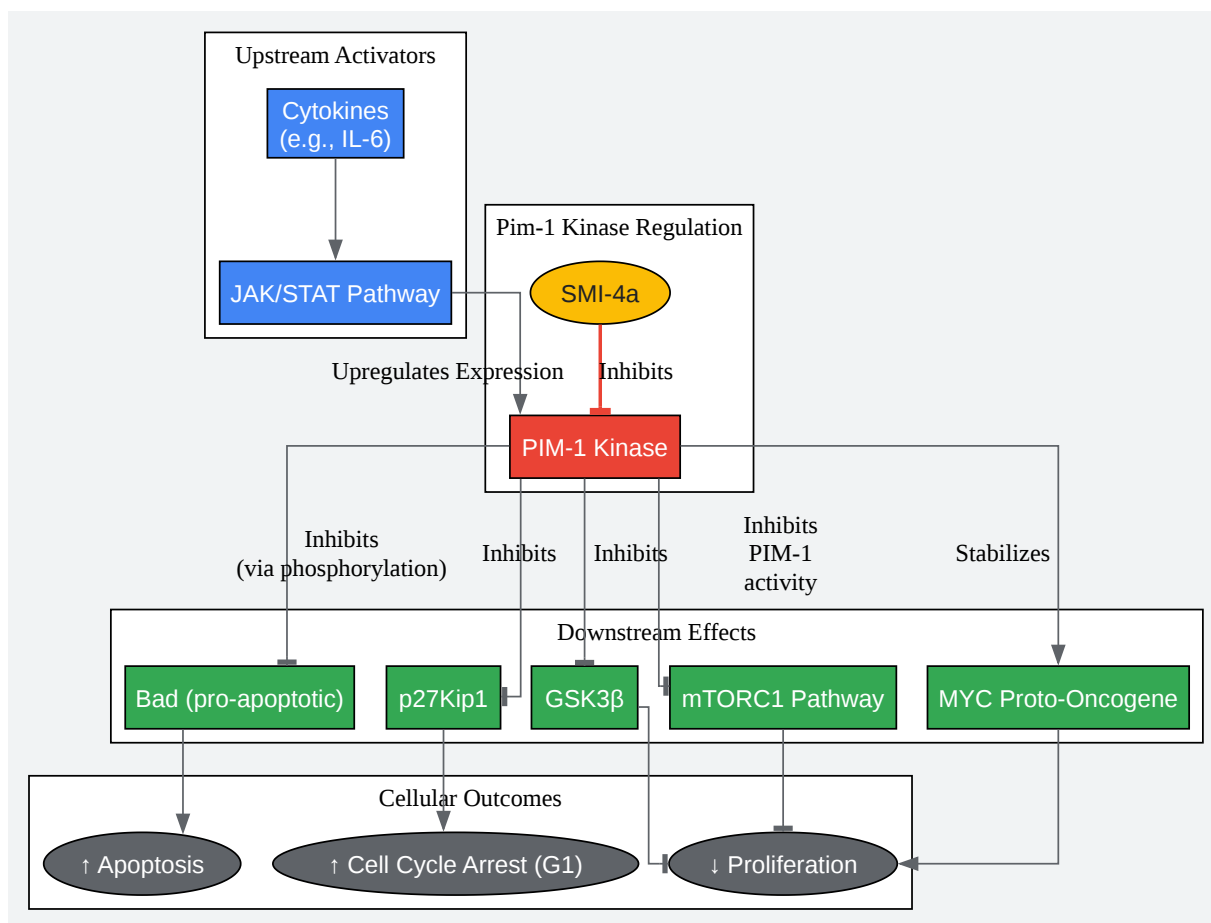 Upstream Activators
Cytokines
(e.g., IL-6)
JAK/STAT Pathway
Pim-1 Kinase Regulation
SMI-4a
Upregulates Expression
Inhibits
PIM-1 Kinase
Inhibits
(via phosphorylation)
Inhibits
Inhibits
Inhibits
PIM-1
activity
Stabilizes
Downstream Effects
Bad (pro-apoptotic)
p27Kip1
GSK3β
mTORC1 Pathway
MYC Proto-Oncogene
Cellular Outcomes
↑ Apoptosis
↑ Cell Cycle Arrest (G1)
↓ Proliferation